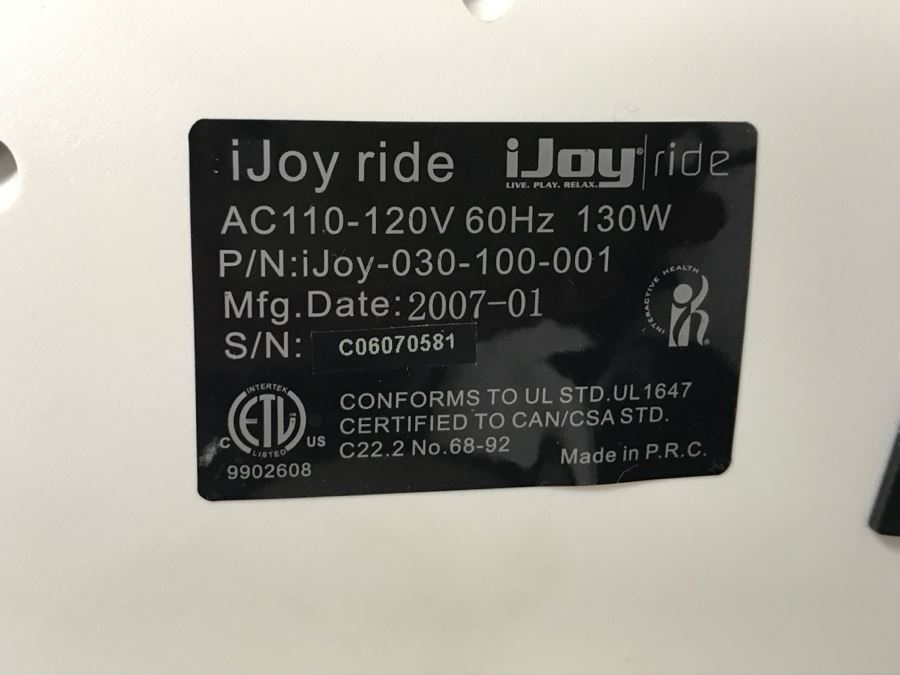 iJoy ride
iJoy® ride
LIVE. PLAY. RELAX.
AC110-120V 60Hz 130W
P/N:iJoy-030-100-001
Mfg.Date:2007-01
INTERACTIVE HEALTH
S/N: C06070581
INTERTEK
ETL
C US
LISTED
9902608
CONFORMS TO UL STD.UL1647
CERTIFIED TO CAN/CSA STD.
C22.2 No.68-92
Made in P.R.C.